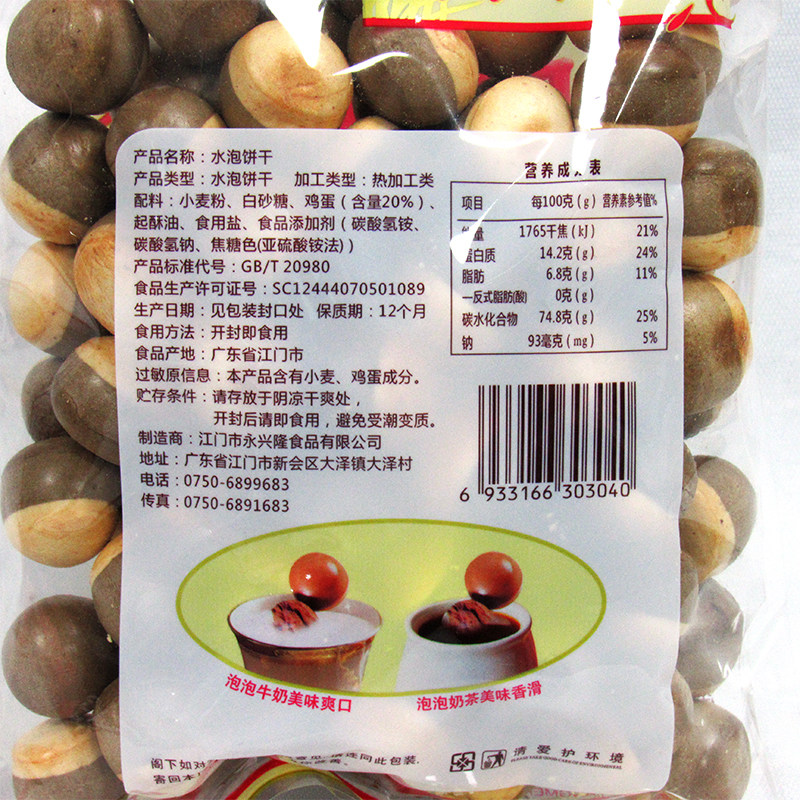 产品名称：水泡饼干
产品类型：水泡饼干 加工类型：热加工类
配料：小麦粉、白砂糖、鸡蛋（含量20%）、
起酥油、食用盐、食品添加剂（碳酸氢铵、
碳酸氢钠、焦糖色(亚硫酸铵法)）
产品标准代号：GB/T 20980
食品生产许可证号：SC12444070501089
生产日期：见包装封口处 保质期：12个月
食用方法：开封即食用
食品产地：广东省江门市
过敏原信息：本产品含有小麦、鸡蛋成分。
贮存条件：请存放于阴凉干爽处，
开封后请即食用，避免受潮变质。
制造商：江门市永兴隆食品有限公司
地址：广东省江门市新会区大泽镇大泽村
电话：0750-6899683
传真：0750-6891683
营养成分表
项目 每100克(g) 营养素参考值%
能量 1765千焦(kJ) 21%
蛋白质 14.2克(g) 24%
脂肪 6.8克(g) 11%
—反式脂肪(酸) 0克(g)
碳水化合物 74.8克(g) 25%
钠 93毫克(mg) 5%
6 933166 303040
泡泡牛奶美味爽口
泡泡奶茶美味香滑
阁下如对
连同此包装.
寄回本
请爱护环境